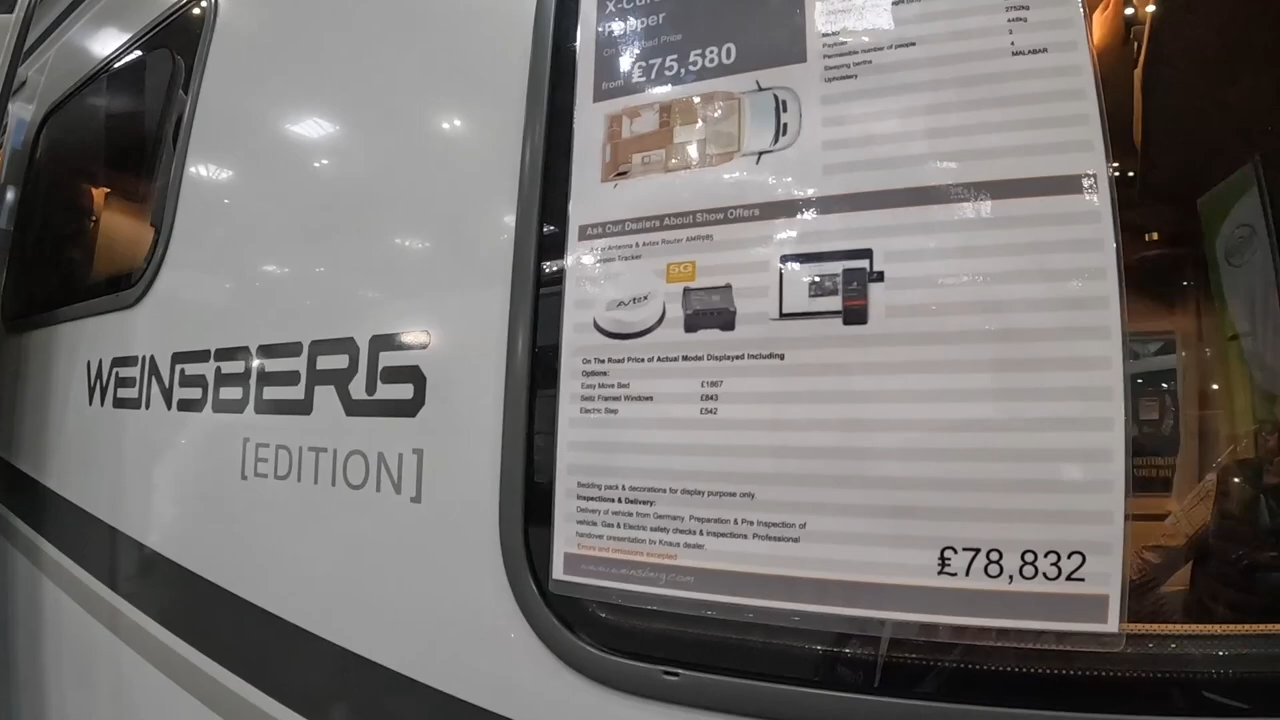 WEINSBERG
[EDITION]
Pepper
On
Price
from £75,580
2752kg
2
Payload
Permissible number of people
4
Sleeping berths
MALABAR
Upholstery
Ask Our Dealers About Show Offers
Antenna & Avtex Router AMR985
Tracker
5G
Avtex
On The Road Price of Actual Model Displayed Including
Options:
Easy Move Bed £1867
Seitz Framed Windows £843
Electric Step £542
Bedding pack & decorations for display purpose only.
Inspections & Delivery:
Delivery of vehicle from Germany. Preparation & Pre Inspection of
vehicle. Gas & Electric safety checks & inspections. Professional
handover presentation by Knaus dealer.
Errors and omissions excepted
www.weinsberg.com
£78,832